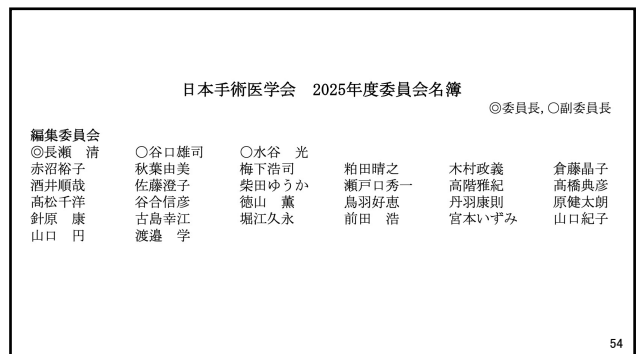 日本手術医学会　2025年度委員会名簿
◎委員長,○副委員長
編集委員会
◎長瀬　清　○谷口雄司　○水谷　光
赤沼裕子　秋葉由美　梅下浩司　粕田晴之　木村政義　倉藤晶子
酒井順哉　佐藤澄子　柴田ゆうか　瀬戸口秀一　高階雅紀　髙橋典彦
髙松千洋　谷合信彦　徳山　薫　鳥羽好恵　丹羽康則　原健太朗
針原　康　古島幸江　堀江久永　前田　浩　宮本いずみ　山口紀子
山口　円　渡邉　学
54